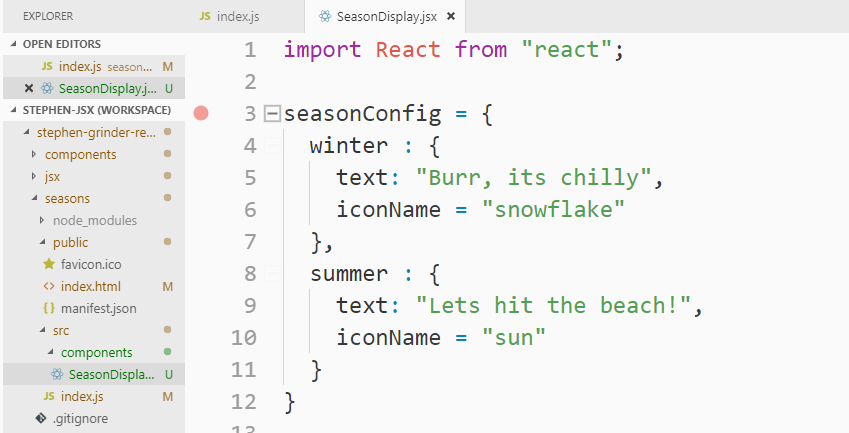 EXPLORER
JS index.js
SeasonDisplay.jsx ×
OPEN EDITORS
JS index.js season... M
× SeasonDisplay.j... U
STEPHEN-JSX (WORKSPACE)
stephen-grinder-re...
components
jsx
seasons
node_modules
public
favicon.ico
<> index.html M
{} manifest.json
src
components
SeasonDispla... U
JS index.js M
.gitignore
1 import React from "react";
2
3 seasonConfig = {
4 winter : {
5 text: "Burr, its chilly",
6 iconName = "snowflake"
7 },
8 summer : {
9 text: "Lets hit the beach!",
10 iconName = "sun"
11 }
12 }
13